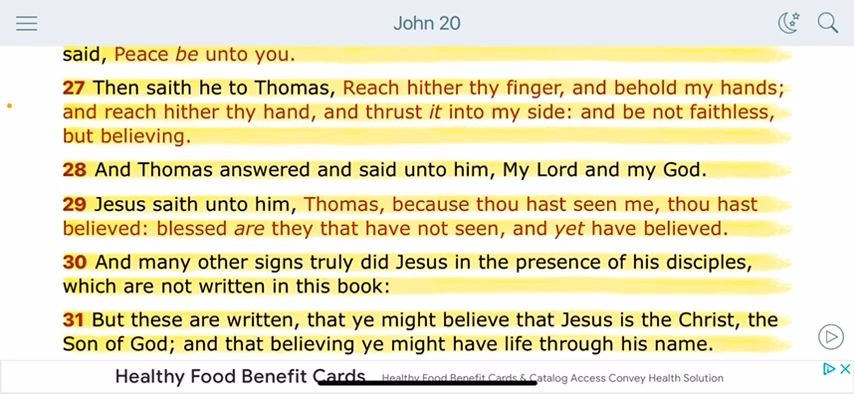 John 20
said, Peace be unto you.
27 Then saith he to Thomas, Reach hither thy finger, and behold my hands;
and reach hither thy hand, and thrust it into my side: and be not faithless,
but believing.
28 And Thomas answered and said unto him, My Lord and my God.
29 Jesus saith unto him, Thomas, because thou hast seen me, thou hast
believed: blessed are they that have not seen, and yet have believed.
30 And many other signs truly did Jesus in the presence of his disciples,
which are not written in this book:
31 But these are written, that ye might believe that Jesus is the Christ, the
Son of God; and that believing ye might have life through his name.
Healthy Food Benefit Cards Healthy Food Benefit Cards & Catalog Access Convey Health Solution